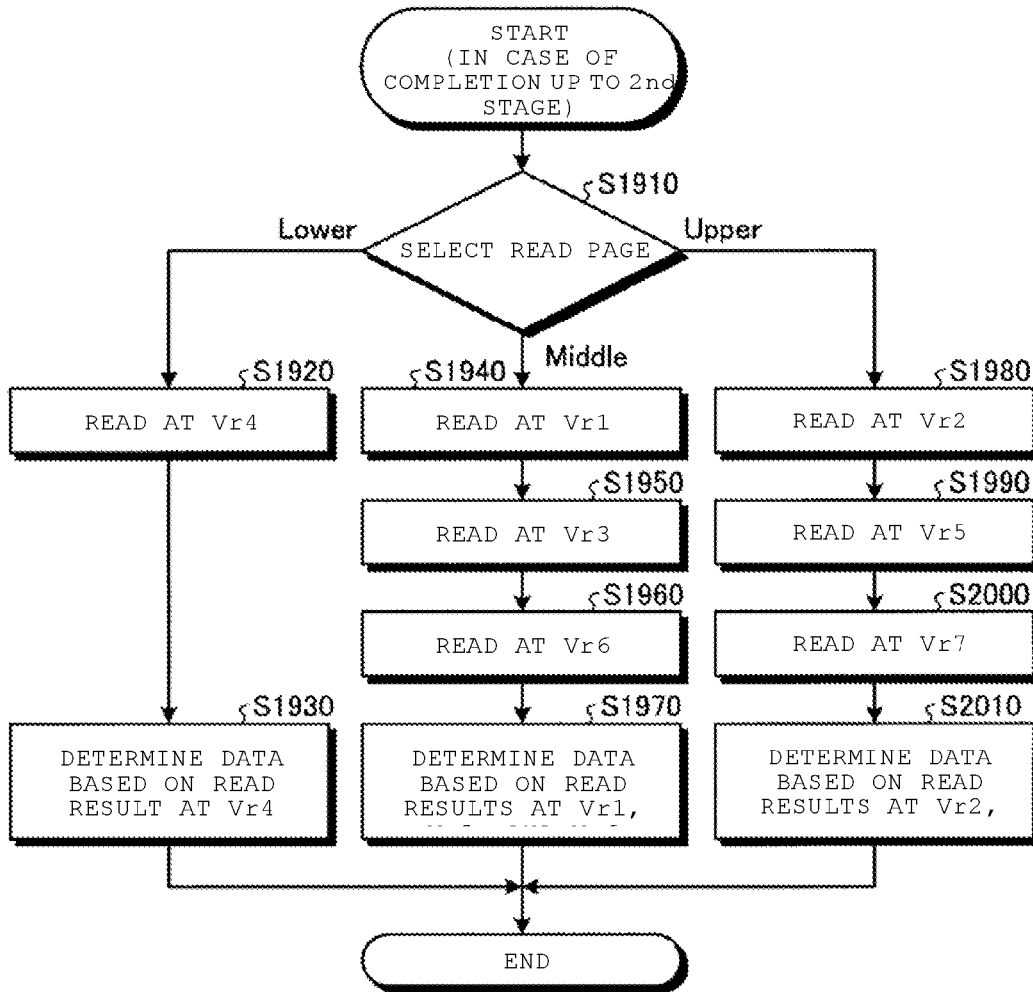 START
(IN CASE OF
COMPLETION UP TO 2nd
STAGE)
S1910
Lower
SELECT READ PAGE
Upper
Middle
S1920
READ AT Vr4
S1940
READ AT Vr1
S1980
READ AT Vr2
S1950
READ AT Vr3
S1990
READ AT Vr5
S1960
READ AT Vr6
S2000
READ AT Vr7
S1930
DETERMINE DATA
BASED ON READ
RESULT AT Vr4
S1970
DETERMINE DATA
BASED ON READ
RESULTS AT Vr1,
S2010
DETERMINE DATA
BASED ON READ
RESULTS AT Vr2,
END